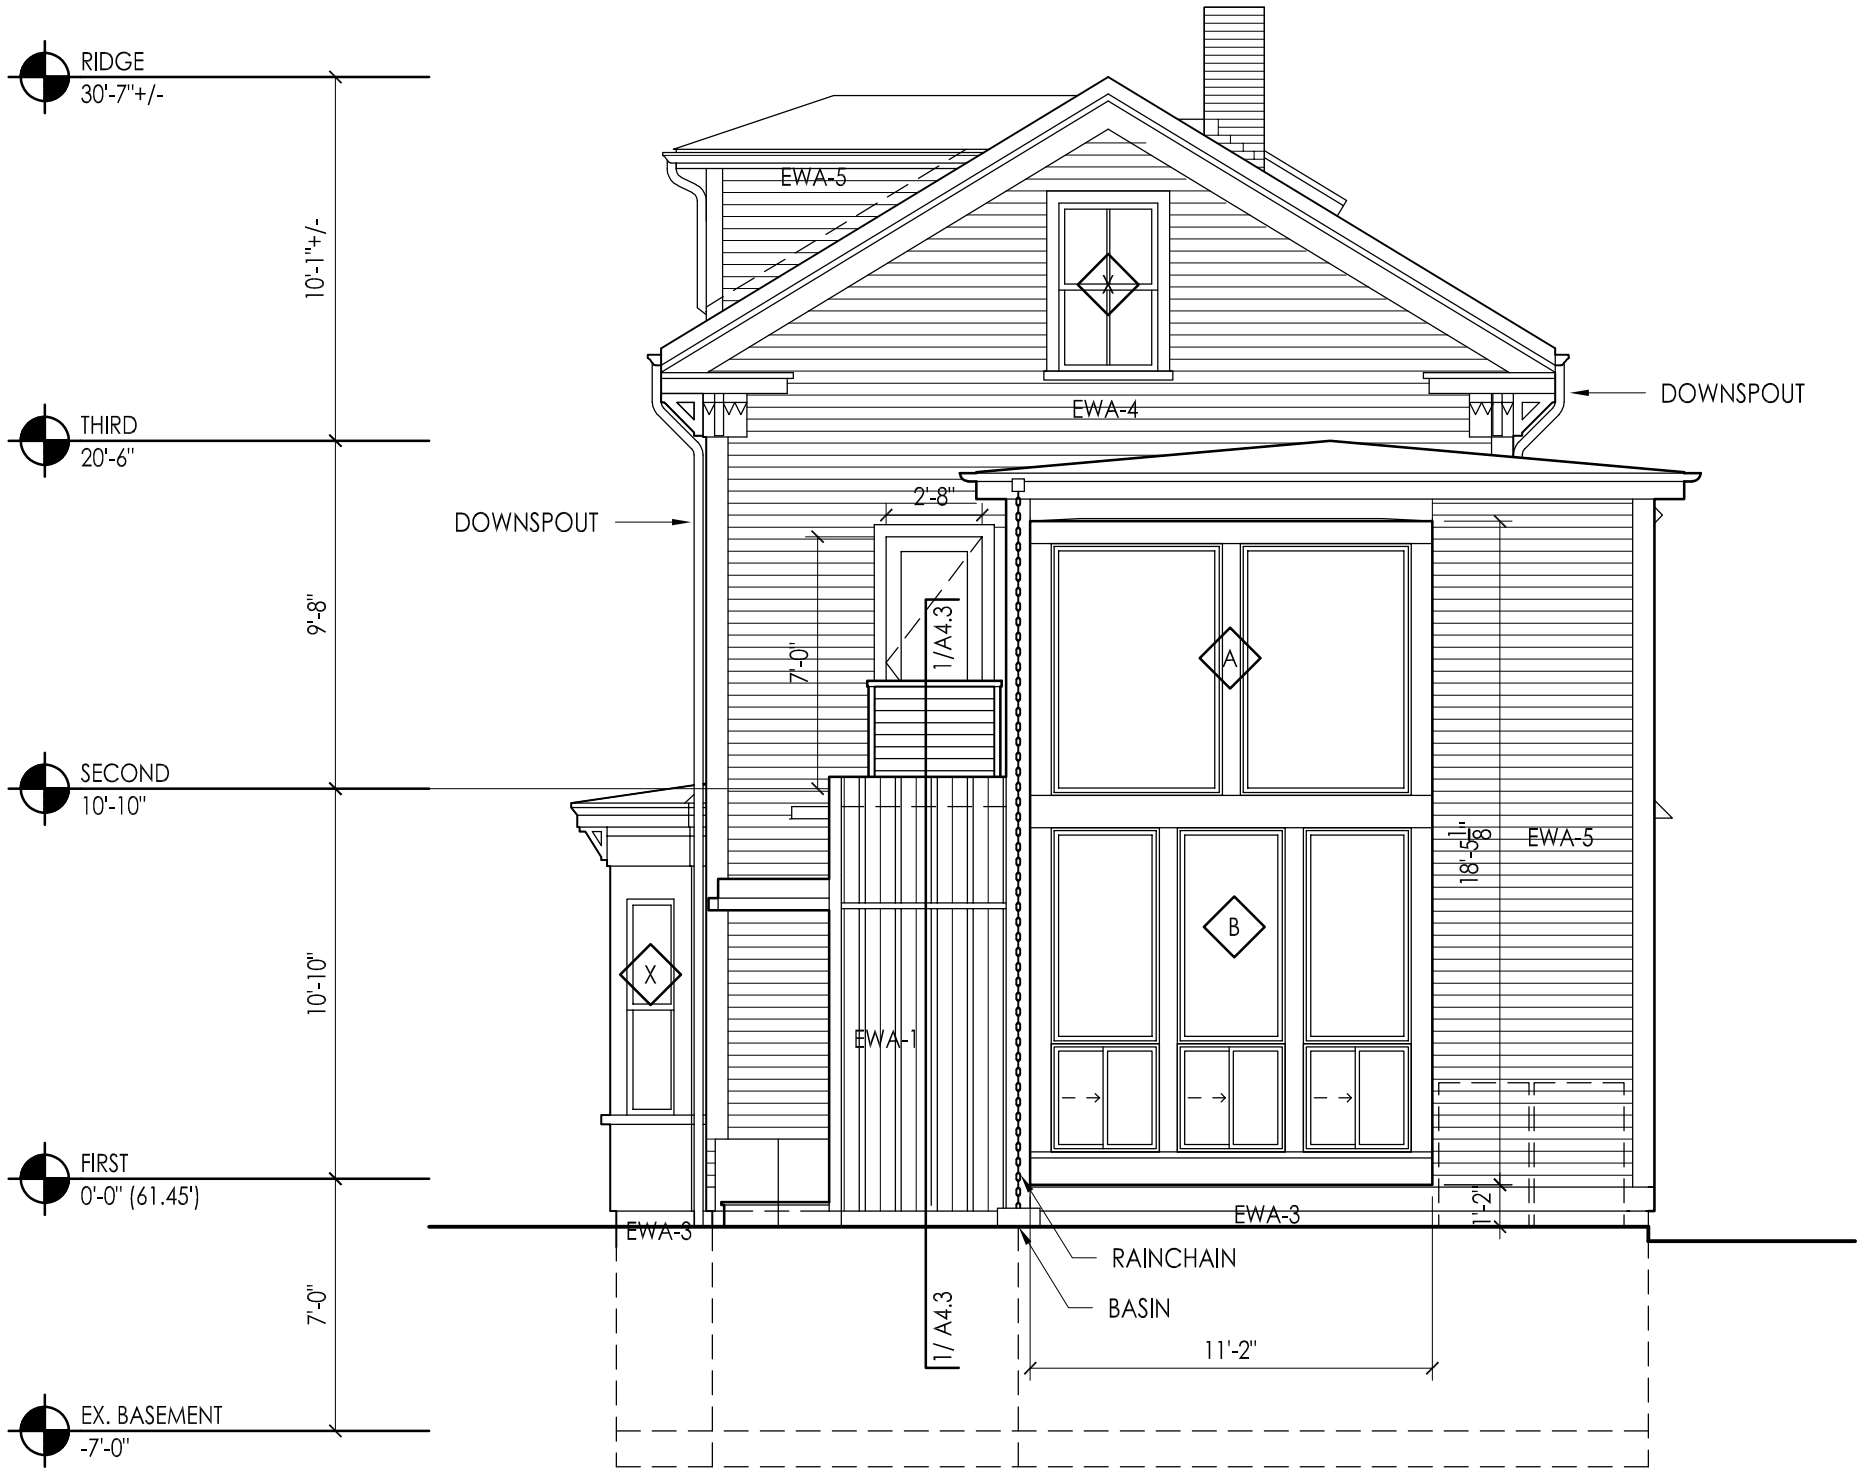 RIDGE
30'-7"+/-
EWA-5
10'-1"+/-
X
DOWNSPOUT
EWA-4
THIRD
20'-6"
2'-8"
DOWNSPOUT
9'-8"
1/A4.3
7'-0"
A
SECOND
10'-10"
18'-5 1/8"
EWA-5
B
X
10'-10"
EWA-1
FIRST
0'-0" (61.45')
EWA-3
1'-2"
EWA-3
RAINCHAIN
BASIN
7'-0"
1/ A4.3
11'-2"
EX. BASEMENT
-7'-0"